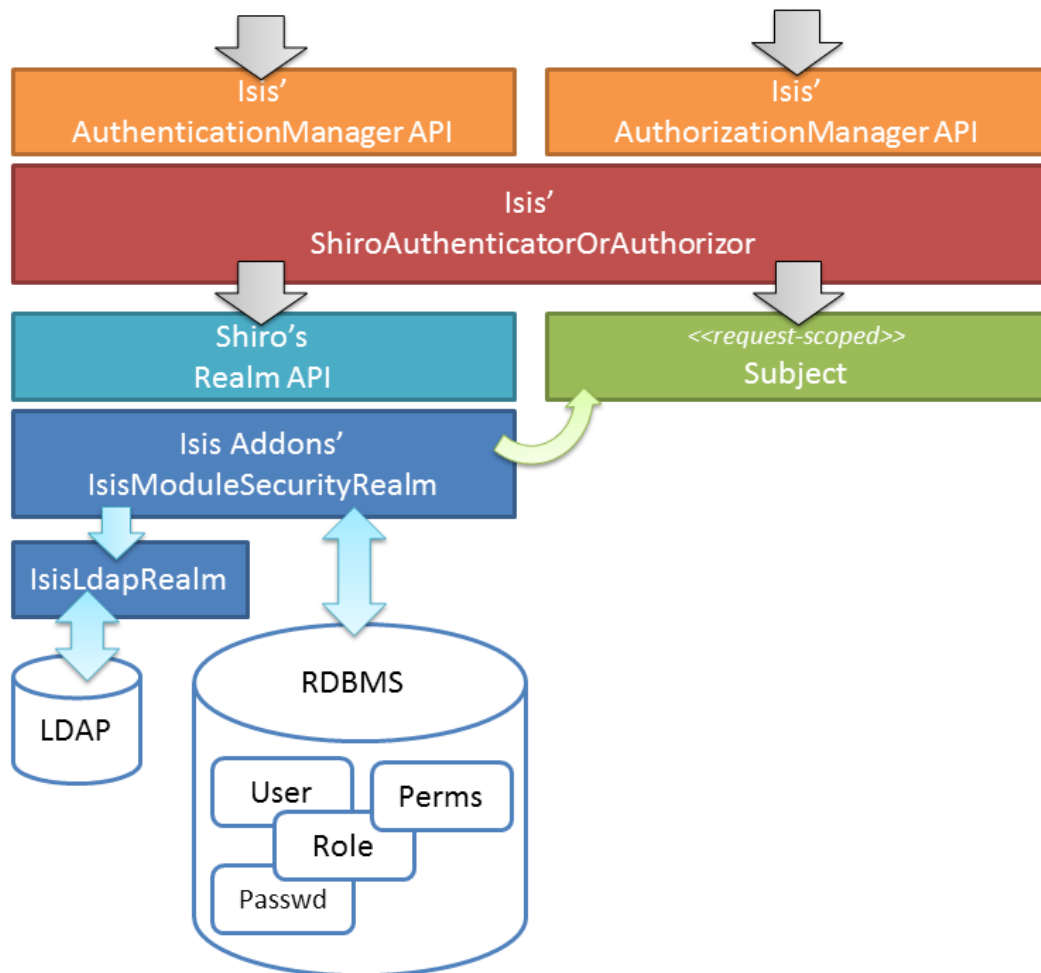 Isis’
AuthenticationManager API
Isis’
AuthorizationManager API
Isis’
ShiroAuthenticatorOrAuthorizor
Shiro’s
Realm API
<<request-scoped>>
Subject
Isis Addons’
IsisModuleSecurityRealm
IsisLdapRealm
LDAP
RDBMS
User
Perms
Role
Passwd